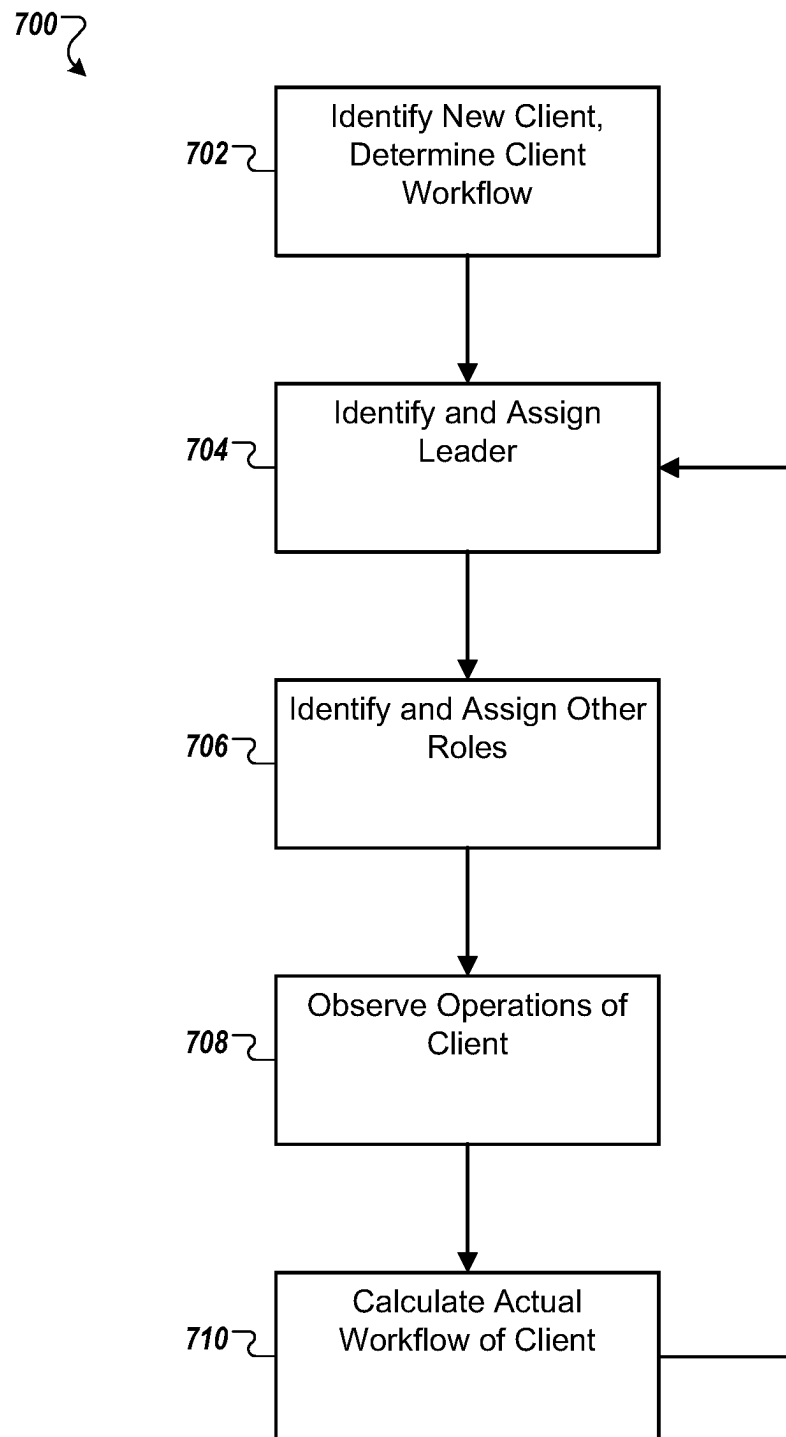 700
702
Identify New Client,
Determine Client
Workflow
704
Identify and Assign
Leader
706
Identify and Assign Other
Roles
708
Observe Operations of
Client
710
Calculate Actual
Workflow of Client